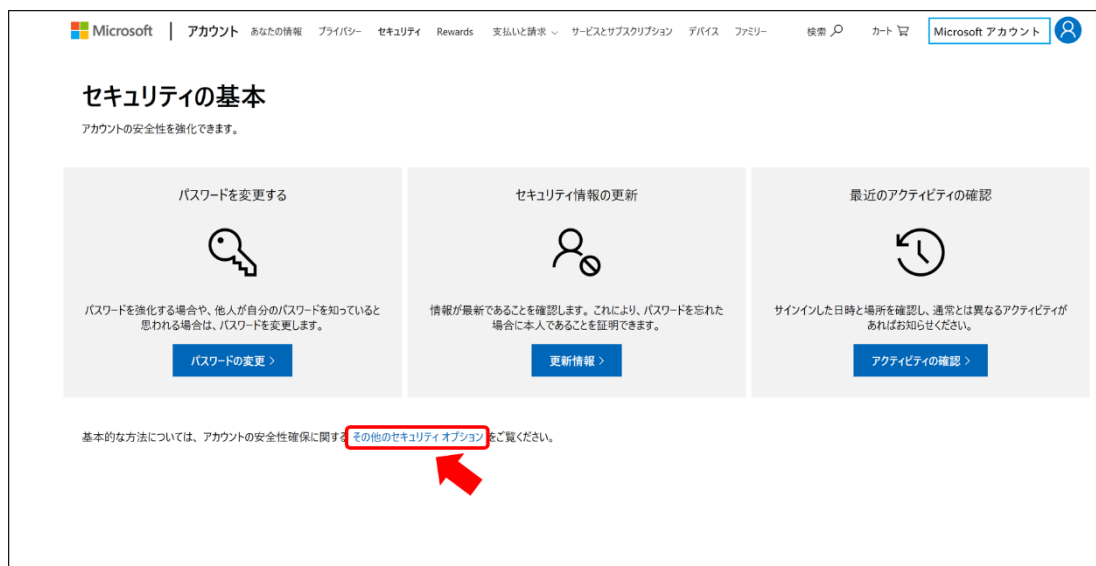 Microsoft | アカウント あなたの情報 プライバシー セキュリティ Rewards 支払いと請求 サービスとサブスクリプション デバイス ファミリー 検索 カート Microsoft アカウント
セキュリティの基本
アカウントの安全性を強化できます。
パスワードを変更する
パスワードを強化する場合や、他人が自分のパスワードを知っていると
思われる場合は、パスワードを変更します。
パスワードの変更 >
セキュリティ情報の更新
情報が最新であることを確認します。これにより、パスワードを忘れた
場合に本人であることを証明できます。
更新情報 >
最近のアクティビティの確認
サインインした日時と場所を確認し、通常とは異なるアクティビティが
あればお知らせください。
アクティビティの確認 >
基本的な方法については、アカウントの安全性確保に関する その他のセキュリティ オプション をご覧ください。